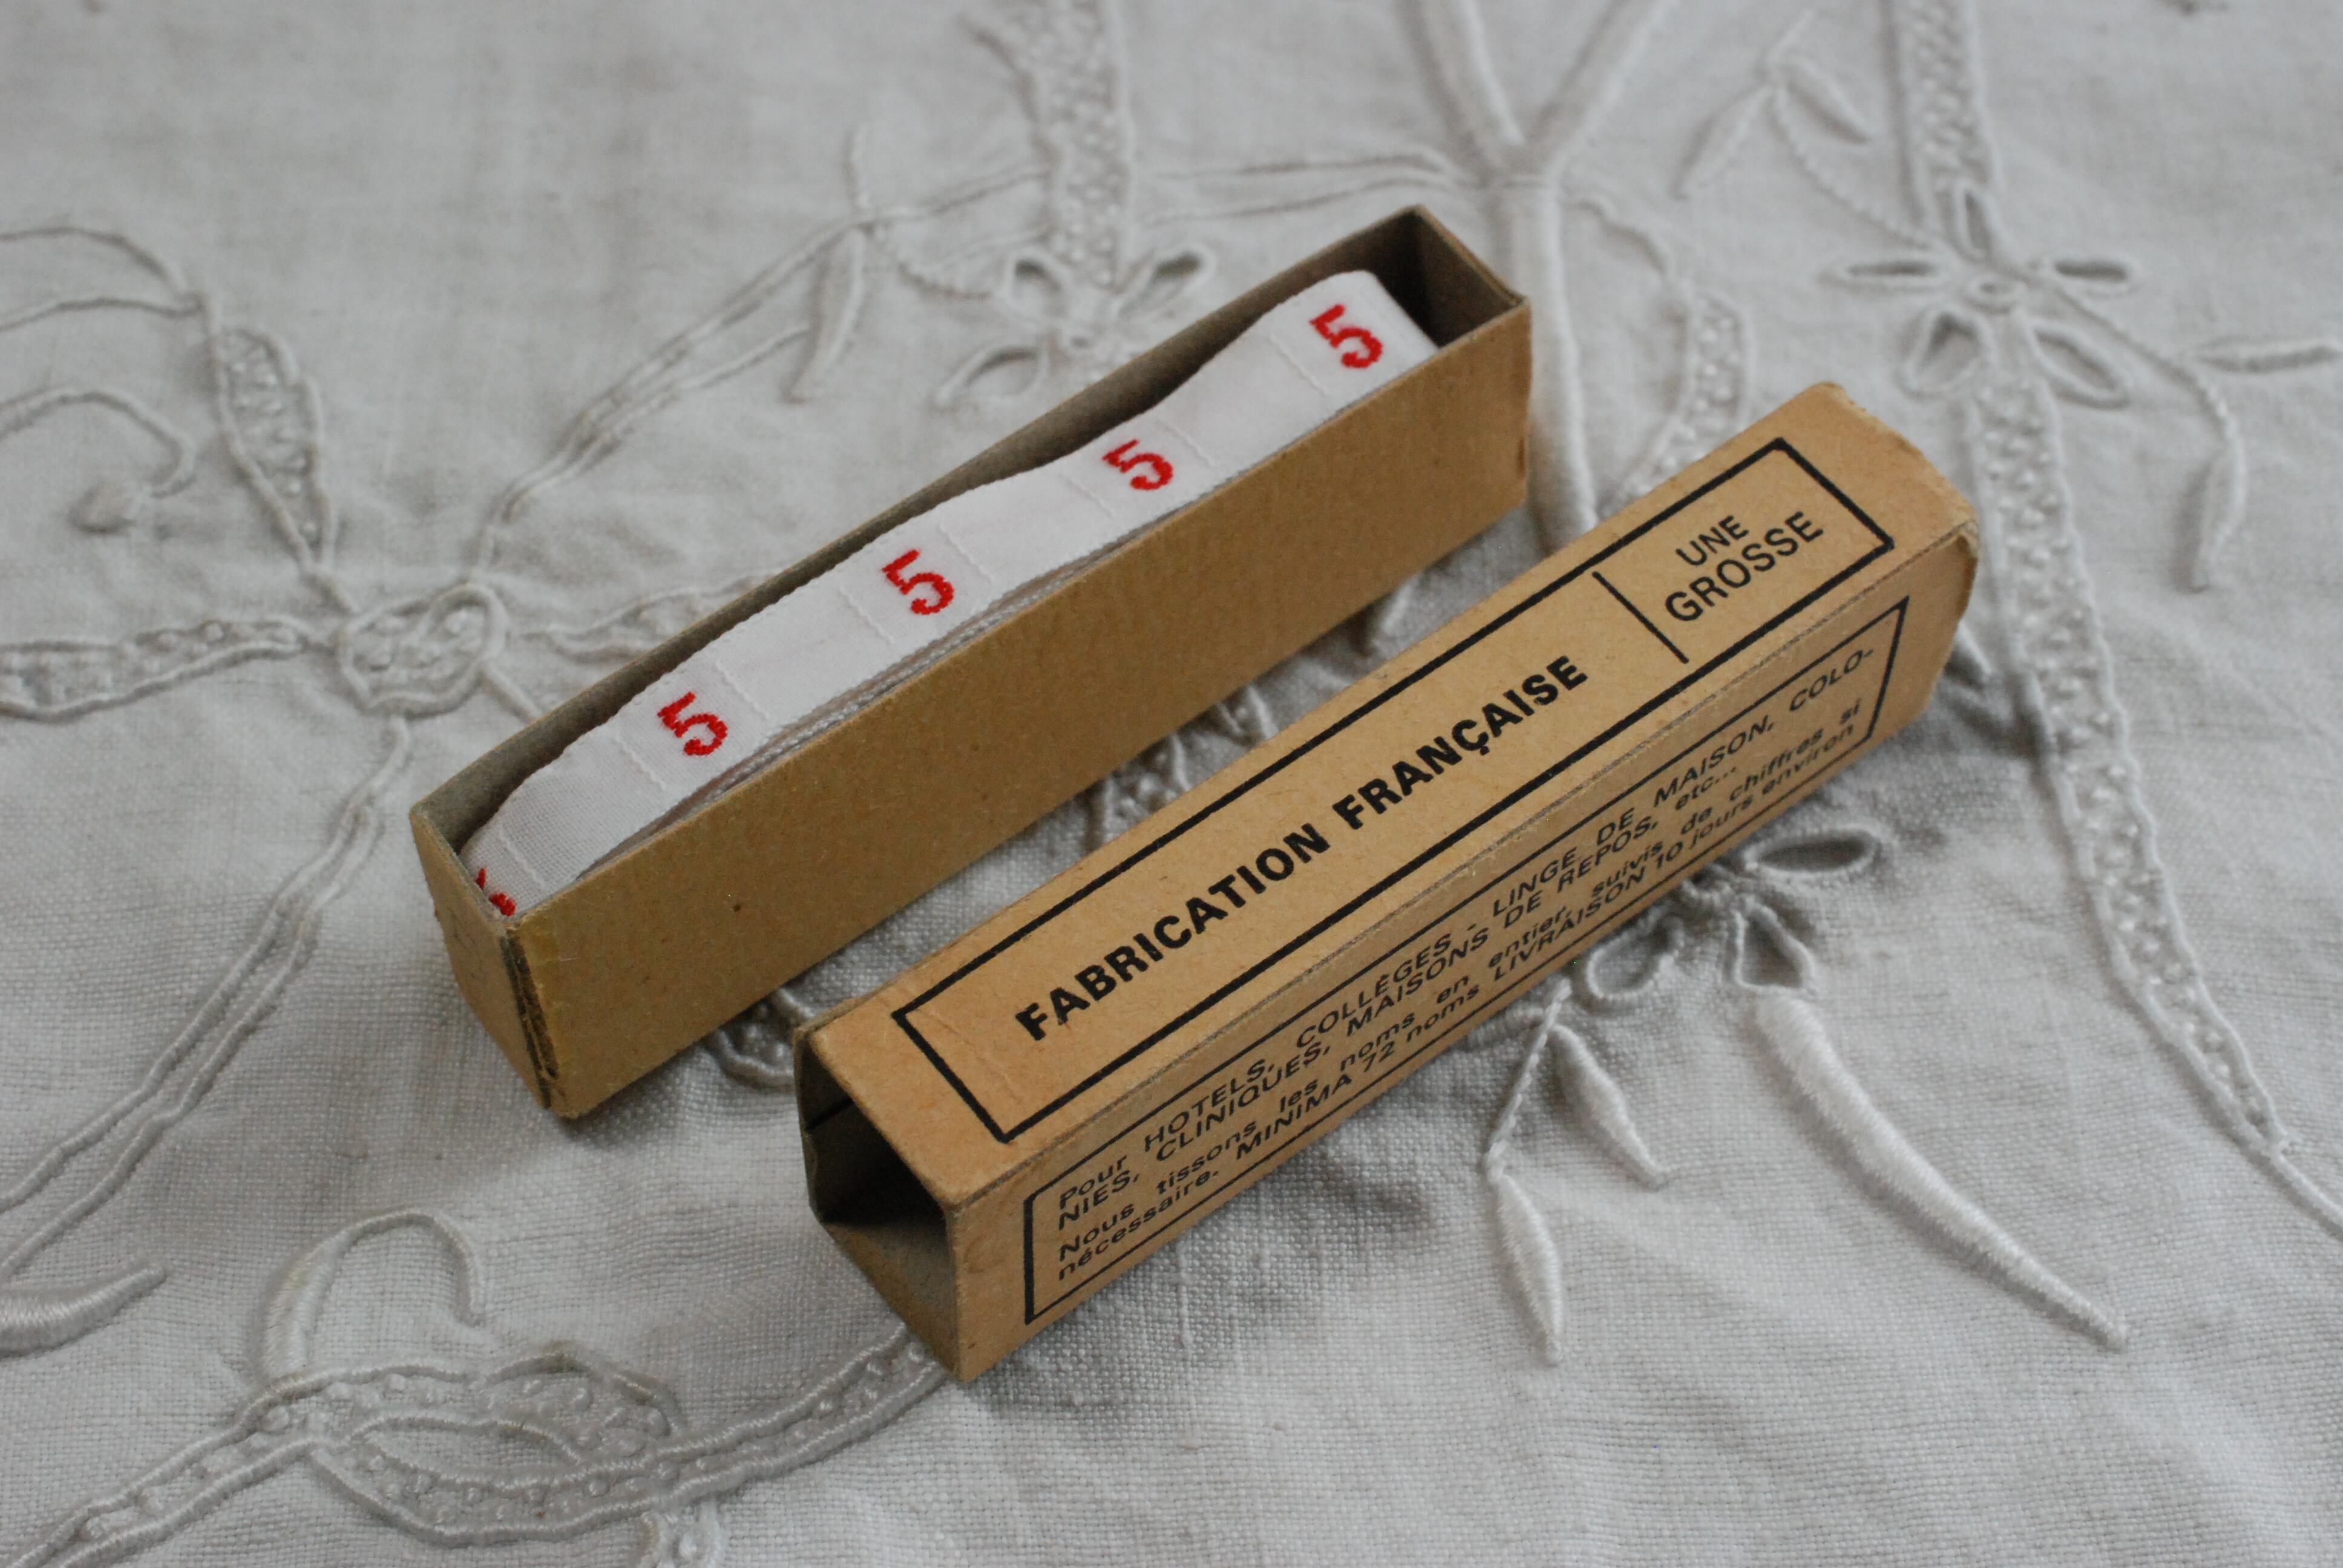 5
5
5
5
FABRICATION FRANÇAISE
UNE
GROSSE
Pour HOTELS, COLLÈGES - LINGE DE MAISON, COLO-
NIES, CLINIQUES, MAISONS DE REPOS, etc...
Nous tissons les noms en entier, suivis de chiffres si
nécessaire. MINIMA 72 noms LIVRAISON 10 jours environ